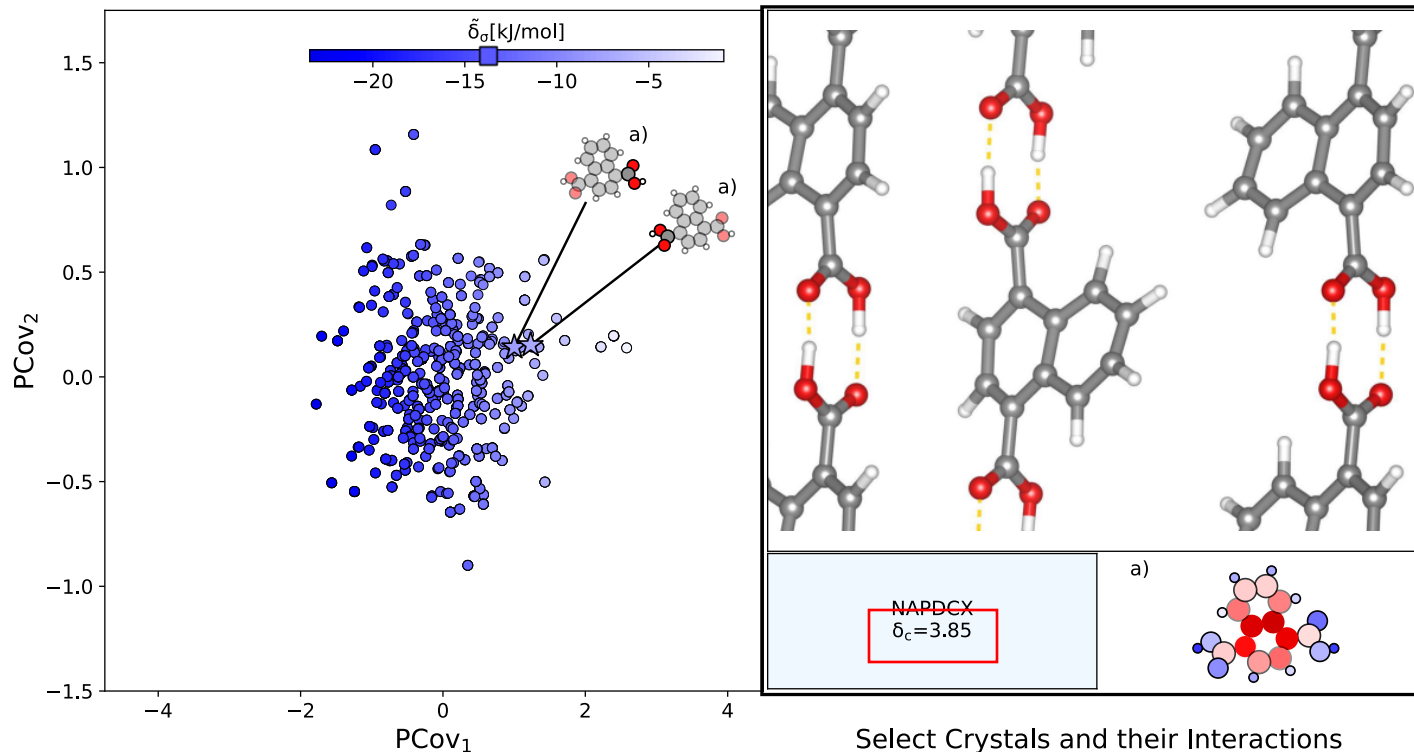 δ̃σ[kJ/mol]
−20 −15 −10 −5
1.5
1.0
0.5
0.0
−0.5
−1.0
−1.5
PCov₂
−4 −2 0 2 4
PCov₁
a)
a)
NAPDCX
δc=3.85
a)
Select Crystals and their Interactions